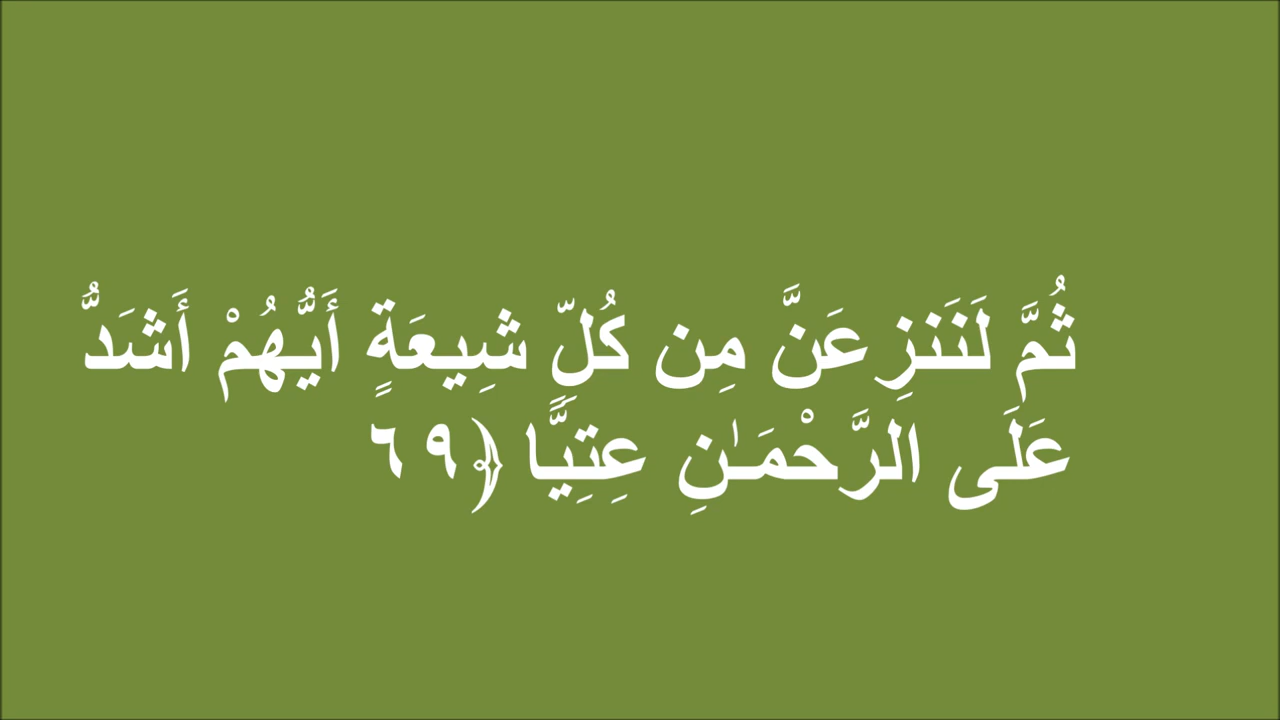 ثُمَّ لَنَنزِعَنَّ مِن كُلِّ شِيعَةٍ أَيُّهُمْ أَشَدُّ
عَلَى الرَّحْمَـٰنِ عِتِيًّا ﴿٦٩